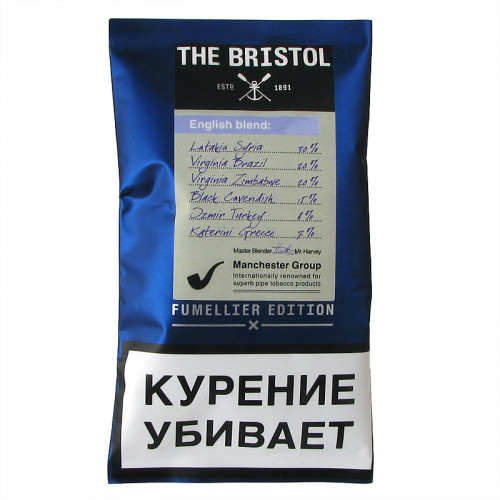 THE BRISTOL
ESTD 1891
English blend:
Latakia Syria 30%
Virginia Brazil 20%
Virginia Zimbabwe 20%
Black Cavendish 15%
Izmir Turkey 8%
Katerini Greece 7%
Master Blender Mr. Harvey
Manchester Group
Internationally renowned for
superb pipe tobacco products
FUMELLIER EDITION
КУРЕНИЕ
УБИВАЕТ